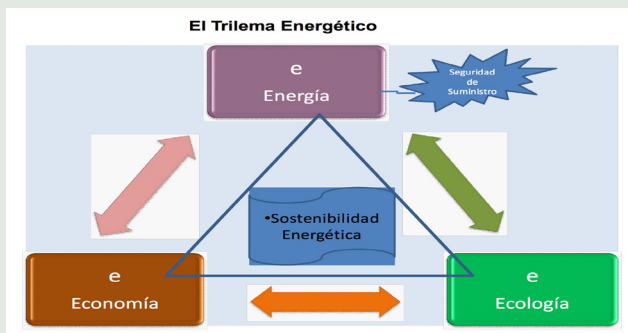 El Trilema Energético
e
Energía
Seguridad
de
Suministro
•Sostenibilidad
Energética
e
Economía
e
Ecología